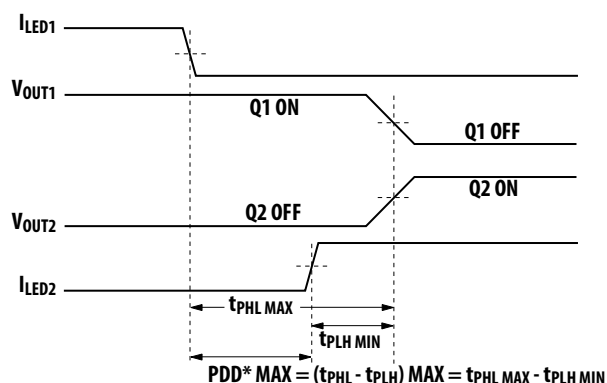 ILED1
VOUT1
Q1 ON
Q1 OFF
Q2 ON
VOUT2
Q2 OFF
ILED2
tPHL MAX
tPLH MIN
PDD* MAX = (tPHL - tPLH) MAX = tPHL MAX - tPLH MIN